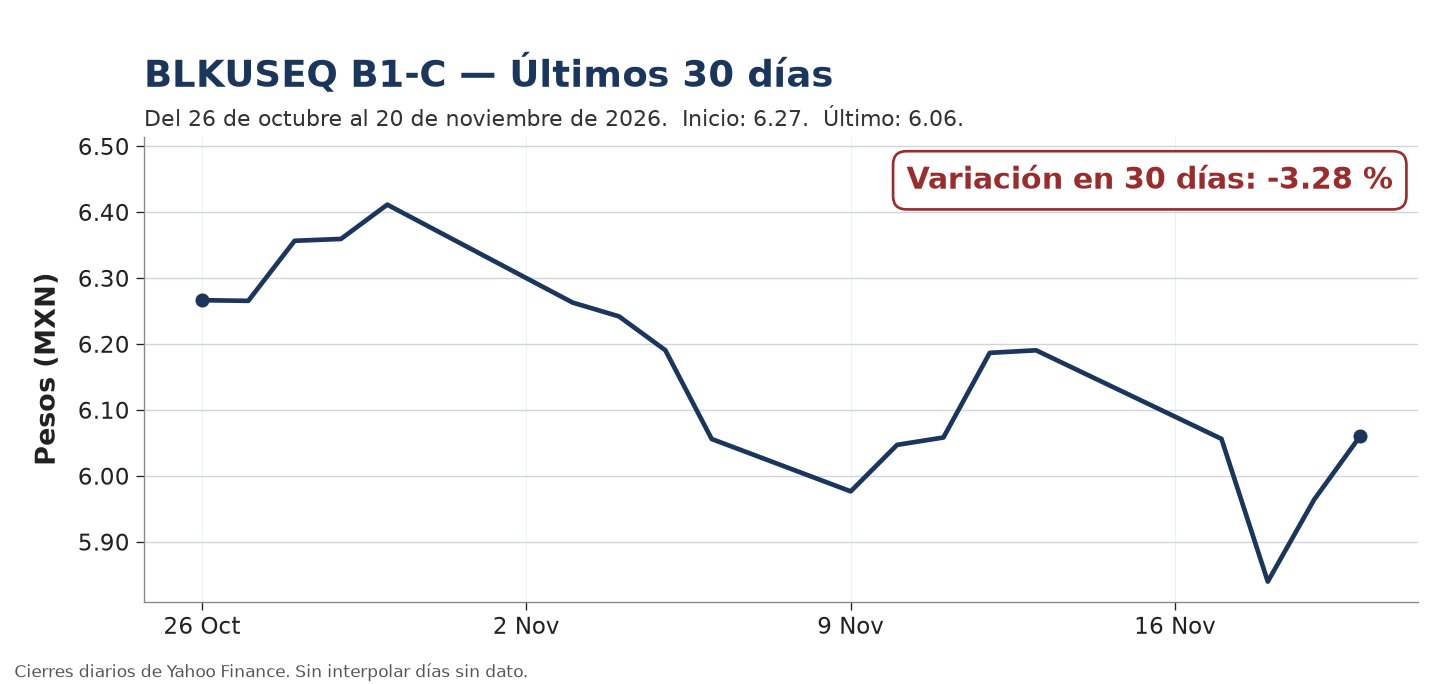 BLKUSEQ B1-C — Últimos 30 días
Del 26 de octubre al 20 de noviembre de 2026.  Inicio: 6.27.  Último: 6.06.
Variación en 30 días: -3.28 %
Pesos (MXN)
6.50
6.40
6.30
6.20
6.10
6.00
5.90
26 Oct
2 Nov
9 Nov
16 Nov
Cierres diarios de Yahoo Finance. Sin interpolar días sin dato.